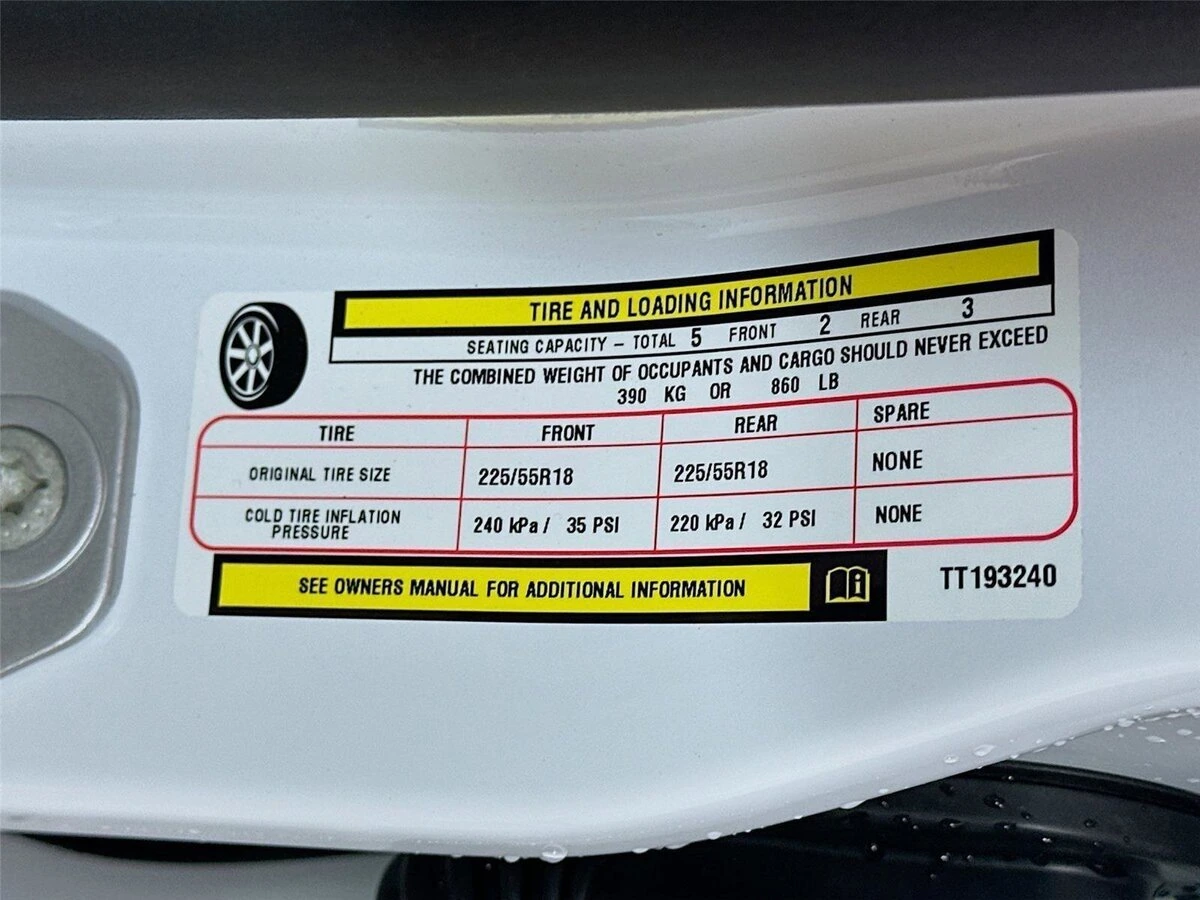 TIRE AND LOADING INFORMATION
SEATING CAPACITY – TOTAL 5 FRONT 2 REAR 3
THE COMBINED WEIGHT OF OCCUPANTS AND CARGO SHOULD NEVER EXCEED
390 KG OR 860 LB
TIRE FRONT REAR SPARE
ORIGINAL TIRE SIZE 225/55R18 225/55R18 NONE
COLD TIRE INFLATION
PRESSURE 240 kPa / 35 PSI 220 kPa / 32 PSI NONE
SEE OWNERS MANUAL FOR ADDITIONAL INFORMATION
TT193240